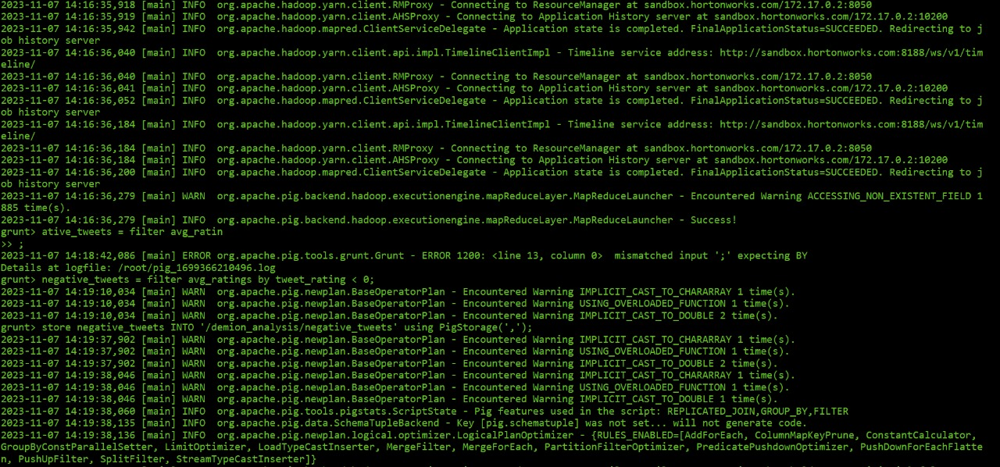 2023-11-07 14:16:35,918 [main] INFO  org.apache.hadoop.yarn.client.RMProxy - Connecting to ResourceManager at sandbox.hortonworks.com/172.17.0.2:8050
2023-11-07 14:16:35,919 [main] INFO  org.apache.hadoop.yarn.client.AHSProxy - Connecting to Application History server at sandbox.hortonworks.com/172.17.0.2:10200
2023-11-07 14:16:35,942 [main] INFO  org.apache.hadoop.mapred.ClientServiceDelegate - Application state is completed. FinalApplicationStatus=SUCCEEDED. Redirecting to j
ob history server
2023-11-07 14:16:36,040 [main] INFO  org.apache.hadoop.yarn.client.api.impl.TimelineClientImpl - Timeline service address: http://sandbox.hortonworks.com:8188/ws/v1/tim
eline/
2023-11-07 14:16:36,040 [main] INFO  org.apache.hadoop.yarn.client.RMProxy - Connecting to ResourceManager at sandbox.hortonworks.com/172.17.0.2:8050
2023-11-07 14:16:36,041 [main] INFO  org.apache.hadoop.yarn.client.AHSProxy - Connecting to Application History server at sandbox.hortonworks.com/172.17.0.2:10200
2023-11-07 14:16:36,052 [main] INFO  org.apache.hadoop.mapred.ClientServiceDelegate - Application state is completed. FinalApplicationStatus=SUCCEEDED. Redirecting to j
ob history server
2023-11-07 14:16:36,184 [main] INFO  org.apache.hadoop.yarn.client.api.impl.TimelineClientImpl - Timeline service address: http://sandbox.hortonworks.com:8188/ws/v1/tim
eline/
2023-11-07 14:16:36,184 [main] INFO  org.apache.hadoop.yarn.client.RMProxy - Connecting to ResourceManager at sandbox.hortonworks.com/172.17.0.2:8050
2023-11-07 14:16:36,184 [main] INFO  org.apache.hadoop.yarn.client.AHSProxy - Connecting to Application History server at sandbox.hortonworks.com/172.17.0.2:10200
2023-11-07 14:16:36,200 [main] INFO  org.apache.hadoop.mapred.ClientServiceDelegate - Application state is completed. FinalApplicationStatus=SUCCEEDED. Redirecting to j
ob history server
2023-11-07 14:16:36,279 [main] WARN  org.apache.pig.backend.hadoop.executionengine.mapReduceLayer.MapReduceLauncher - Encountered Warning ACCESSING_NON_EXISTENT_FIELD 1
885 time(s).
2023-11-07 14:16:36,279 [main] INFO  org.apache.pig.backend.hadoop.executionengine.mapReduceLayer.MapReduceLauncher - Success!
grunt> ative_tweets = filter avg_ratin
>> ;
2023-11-07 14:18:42,086 [main] ERROR org.apache.pig.tools.grunt.Grunt - ERROR 1200: <line 13, column 0>  mismatched input ';' expecting BY
Details at logfile: /root/pig_1699366210496.log
grunt> negative_tweets = filter avg_ratings by tweet_rating < 0;
2023-11-07 14:19:10,034 [main] WARN  org.apache.pig.newplan.BaseOperatorPlan - Encountered Warning IMPLICIT_CAST_TO_CHARARRAY 1 time(s).
2023-11-07 14:19:10,034 [main] WARN  org.apache.pig.newplan.BaseOperatorPlan - Encountered Warning USING_OVERLOADED_FUNCTION 1 time(s).
2023-11-07 14:19:10,034 [main] WARN  org.apache.pig.newplan.BaseOperatorPlan - Encountered Warning IMPLICIT_CAST_TO_DOUBLE 2 time(s).
grunt> store negative_tweets INTO '/demion_analysis/negative_tweets' using PigStorage(',');
2023-11-07 14:19:37,902 [main] WARN  org.apache.pig.newplan.BaseOperatorPlan - Encountered Warning IMPLICIT_CAST_TO_CHARARRAY 1 time(s).
2023-11-07 14:19:37,902 [main] WARN  org.apache.pig.newplan.BaseOperatorPlan - Encountered Warning USING_OVERLOADED_FUNCTION 1 time(s).
2023-11-07 14:19:37,902 [main] WARN  org.apache.pig.newplan.BaseOperatorPlan - Encountered Warning IMPLICIT_CAST_TO_DOUBLE 2 time(s).
2023-11-07 14:19:38,046 [main] WARN  org.apache.pig.newplan.BaseOperatorPlan - Encountered Warning IMPLICIT_CAST_TO_CHARARRAY 1 time(s).
2023-11-07 14:19:38,046 [main] WARN  org.apache.pig.newplan.BaseOperatorPlan - Encountered Warning USING_OVERLOADED_FUNCTION 1 time(s).
2023-11-07 14:19:38,046 [main] WARN  org.apache.pig.newplan.BaseOperatorPlan - Encountered Warning IMPLICIT_CAST_TO_DOUBLE 1 time(s).
2023-11-07 14:19:38,060 [main] INFO  org.apache.pig.tools.pigstats.ScriptState - Pig features used in the script: REPLICATED_JOIN,GROUP_BY,FILTER
2023-11-07 14:19:38,135 [main] INFO  org.apache.pig.data.SchemaTupleBackend - Key [pig.schematuple] was not set... will not generate code.
2023-11-07 14:19:38,136 [main] INFO  org.apache.pig.newplan.logical.optimizer.LogicalPlanOptimizer - {RULES_ENABLED=[AddForEach, ColumnMapKeyPrune, ConstantCalculator,
GroupByConstParallelSetter, LimitOptimizer, LoadTypeCastInserter, MergeFilter, MergeForEach, PartitionFilterOptimizer, PredicatePushdownOptimizer, PushDownForEachFlatte
n, PushUpFilter, SplitFilter, StreamTypeCastInserter]}